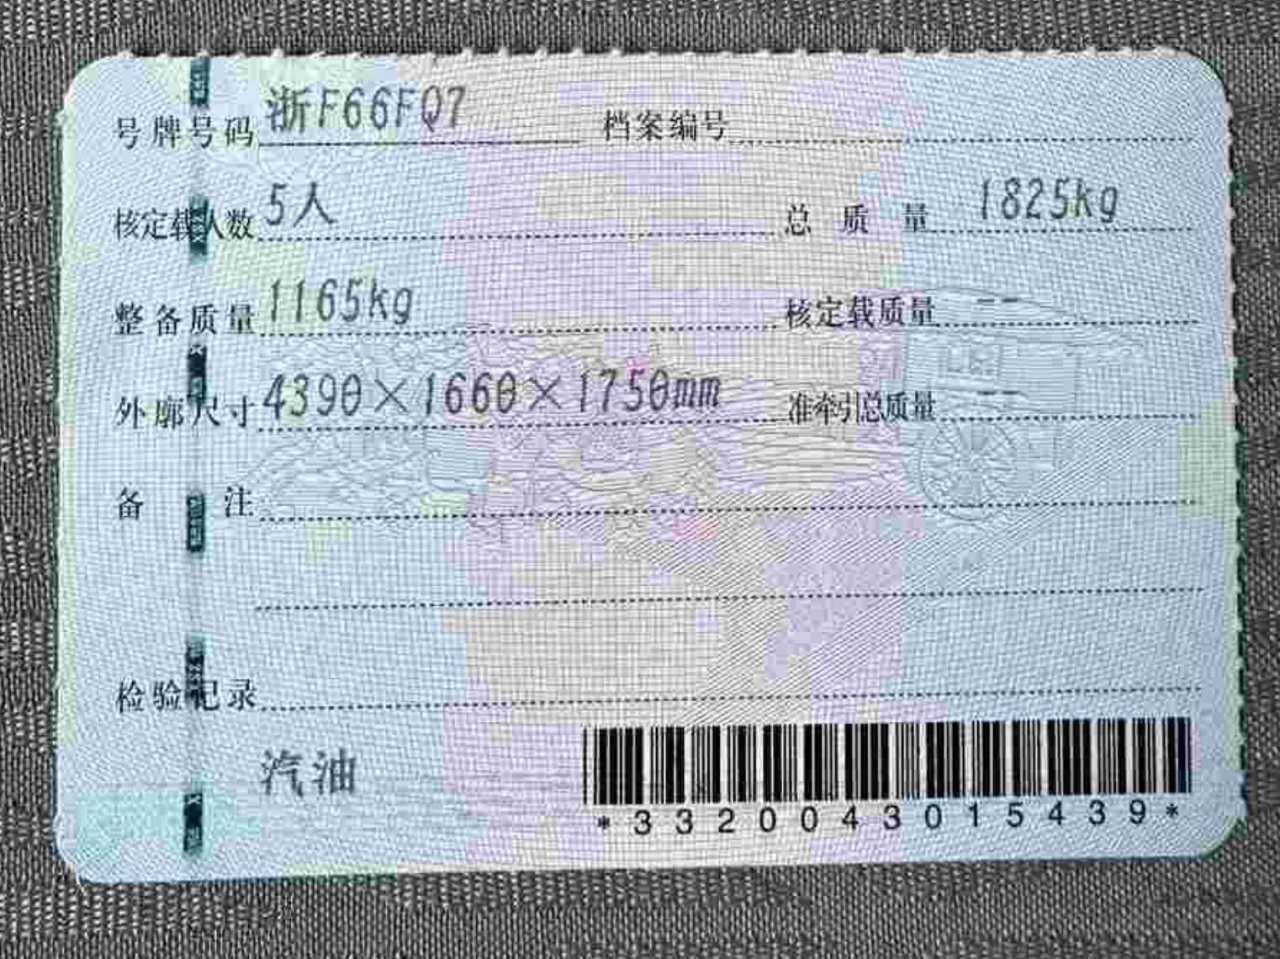 号牌号码 浙F66FQ7 档案编号
核定载人数 5人 总质量 1825kg
整备质量 1165kg 核定载质量 --
外廓尺寸 4390×1660×1750mm 准牵引总质量 --
备注
检验记录
汽油
*3320043015439*